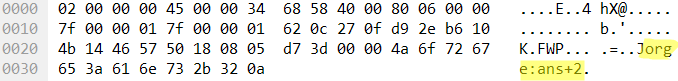 0000 02 00 00 00 45 00 00 34 68 58 40 00 80 06 00 00 ....E..4 hX@.....
0010 7f 00 00 01 7f 00 00 01 62 0c 27 0f d9 2e b6 10 ........ b.'.....
0020 4b 14 46 57 50 18 08 05 d7 3d 00 00 4a 6f 72 67 K.FWP... .=..Jorg
0030 65 3a 61 6e 73 2b 32 0a e:ans+2.